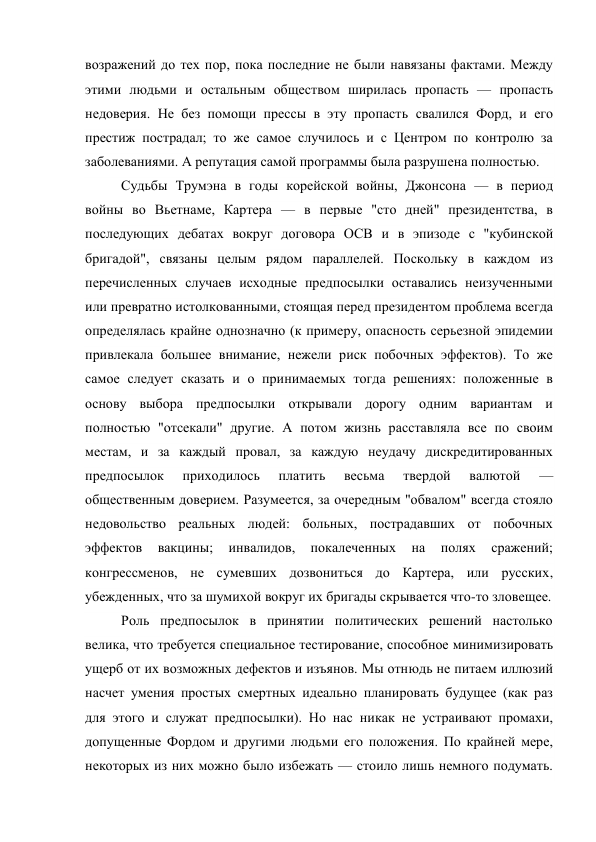 возражений до тех пор, пока последние не были навязаны фактами. Между
этими людьми и остальным обществом ширилась пропасть — пропасть
недоверия. Не без помощи прессы в эту пропасть свалился Форд, и его
престиж пострадал; то же самое случилось и с Центром по контролю за
заболеваниями. А репутация самой программы была разрушена полностью.
Судьбы Трумэна в годы корейской войны, Джонсона — в период
войны во Вьетнаме, Картера — в первые "сто дней" президентства, в
последующих дебатах вокруг договора ОСВ и в эпизоде с "кубинской
бригадой", связаны целым рядом параллелей. Поскольку в каждом из
перечисленных случаев исходные предпосылки оставались неизученными
или превратно истолкованными, стоящая перед президентом проблема всегда
определялась крайне однозначно (к примеру, опасность серьезной эпидемии
привлекала большее внимание, нежели риск побочных эффектов). То же
самое следует сказать и о принимаемых тогда решениях: положенные в
основу выбора предпосылки открывали дорогу одним вариантам и
полностью "отсекали" другие. А потом жизнь расставляла все по своим
местам, и за каждый провал, за каждую неудачу дискредитированных
предпосылок приходилось платить весьма твердой валютой —
общественным доверием. Разумеется, за очередным "обвалом" всегда стояло
недовольство реальных людей: больных, пострадавших от побочных
эффектов вакцины; инвалидов, покалеченных на полях сражений;
конгрессменов, не сумевших дозвониться до Картера, или русских,
убежденных, что за шумихой вокруг их бригады скрывается что-то зловещее.
Роль предпосылок в принятии политических решений настолько
велика, что требуется специальное тестирование, способное минимизировать
ущерб от их возможных дефектов и изъянов. Мы отнюдь не питаем иллюзий
насчет умения простых смертных идеально планировать будущее (как раз
для этого и служат предпосылки). Но нас никак не устраивают промахи,
допущенные Фордом и другими людьми его положения. По крайней мере,
некоторых из них можно было избежать — стоило лишь немного подумать.